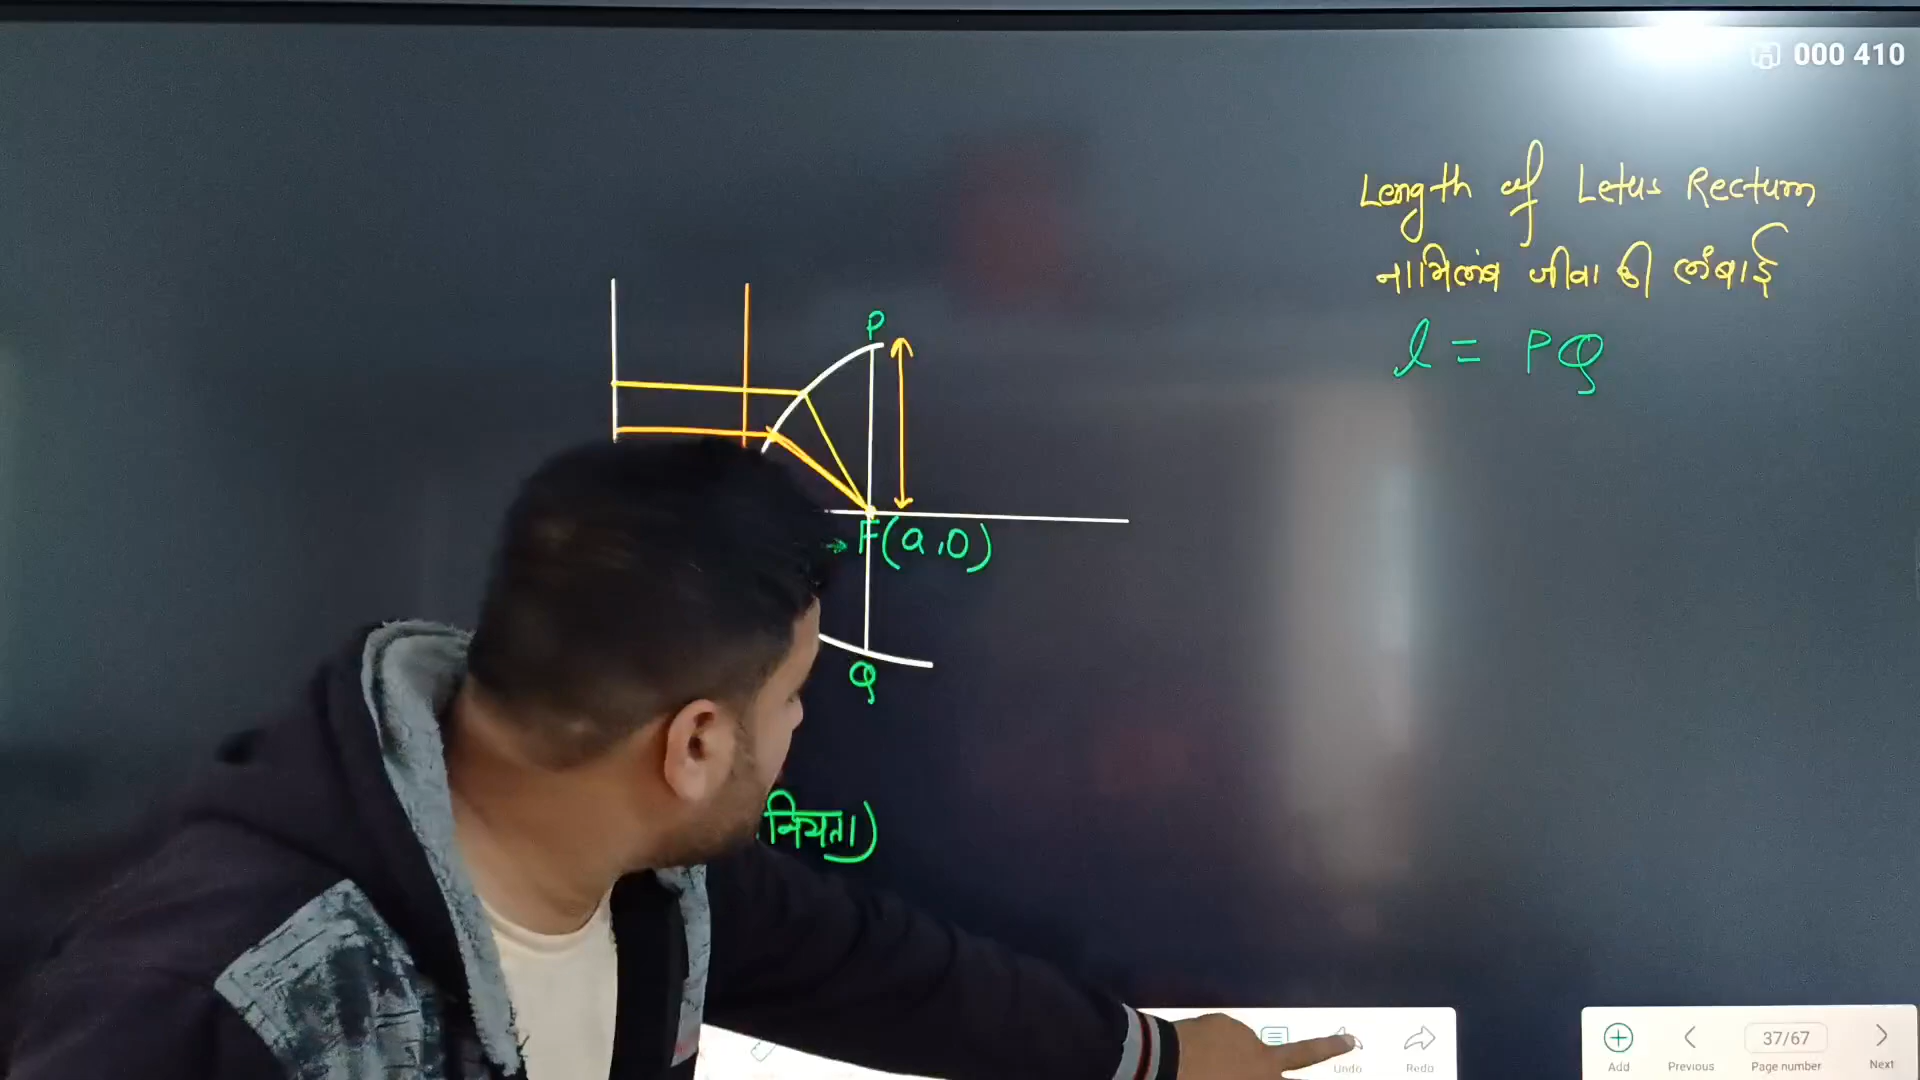 000 410
Length of Letus Rectum
नाभिलंब जीवा की लंबाई
l = PQ
P
F(a,0)
Q
नियता)
Undo
Redo
Add
Previous
37/67
Page number
Next